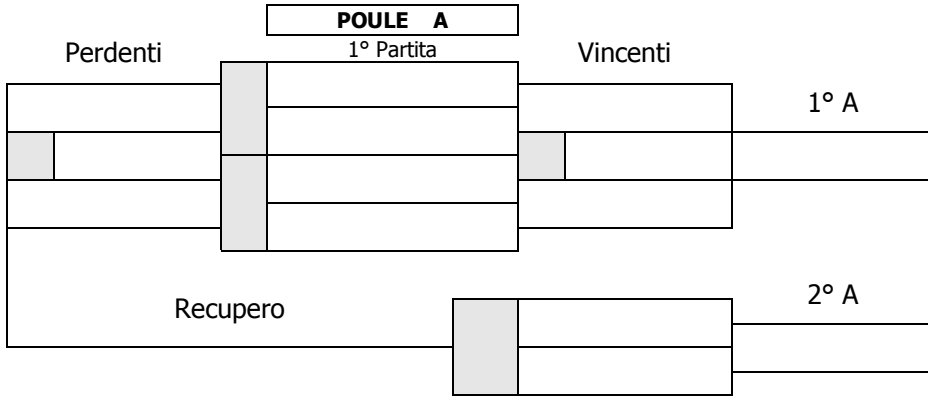 POULE A
1° Partita
Perdenti
Vincenti
1° A
Recupero
2° A